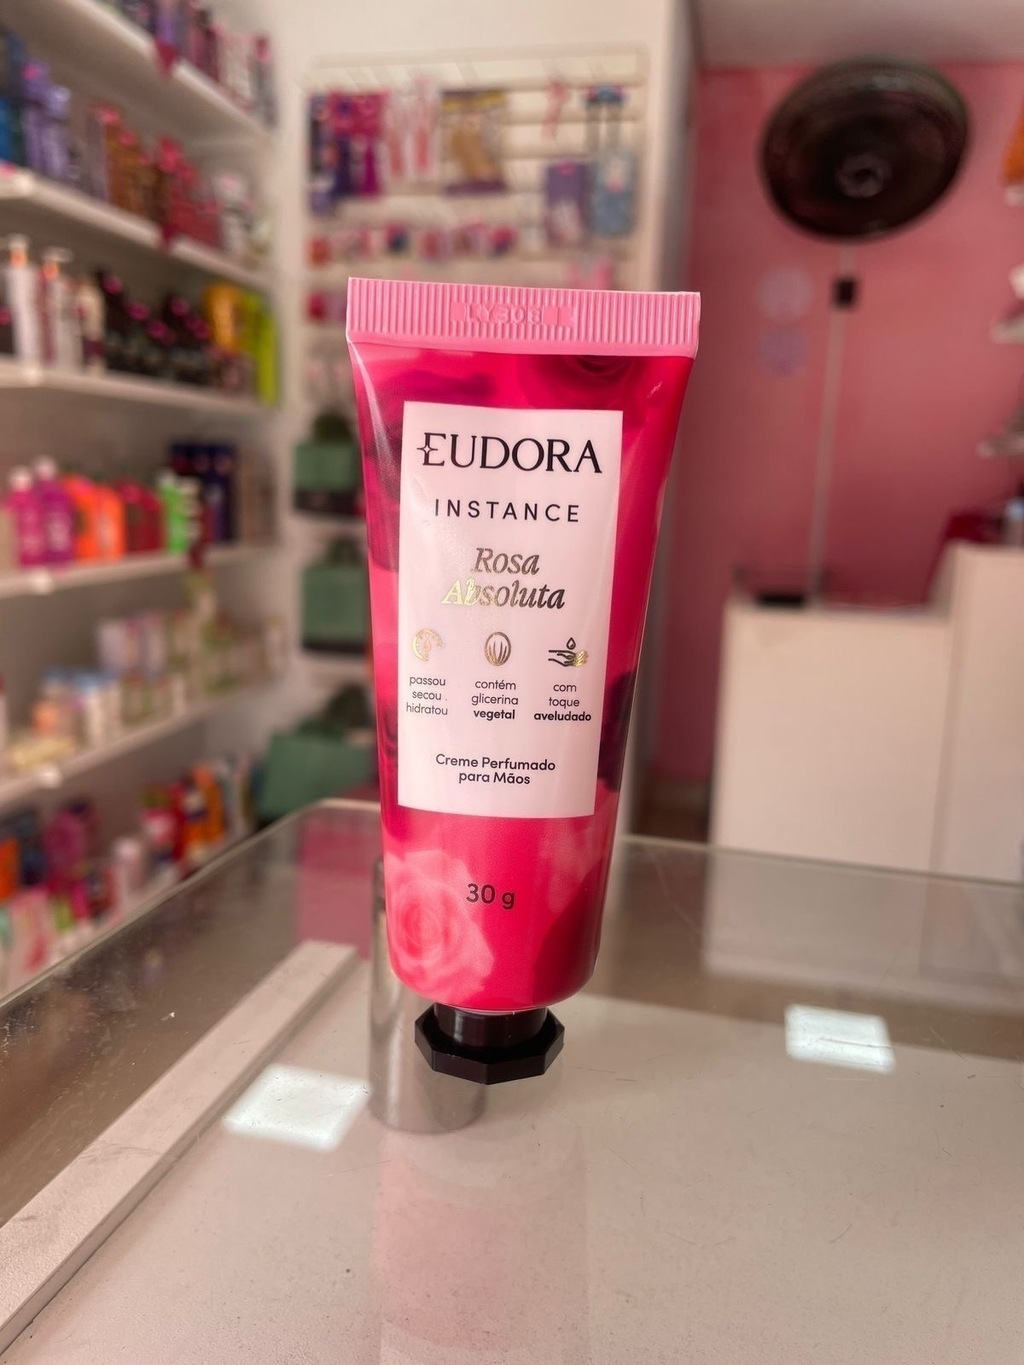 EUDORA
INSTANCE
Rosa
Absoluta
passou
secou
hidratou
contém
glicerina
vegetal
com
toque
aveludado
Creme Perfumado
para Mãos
30 g